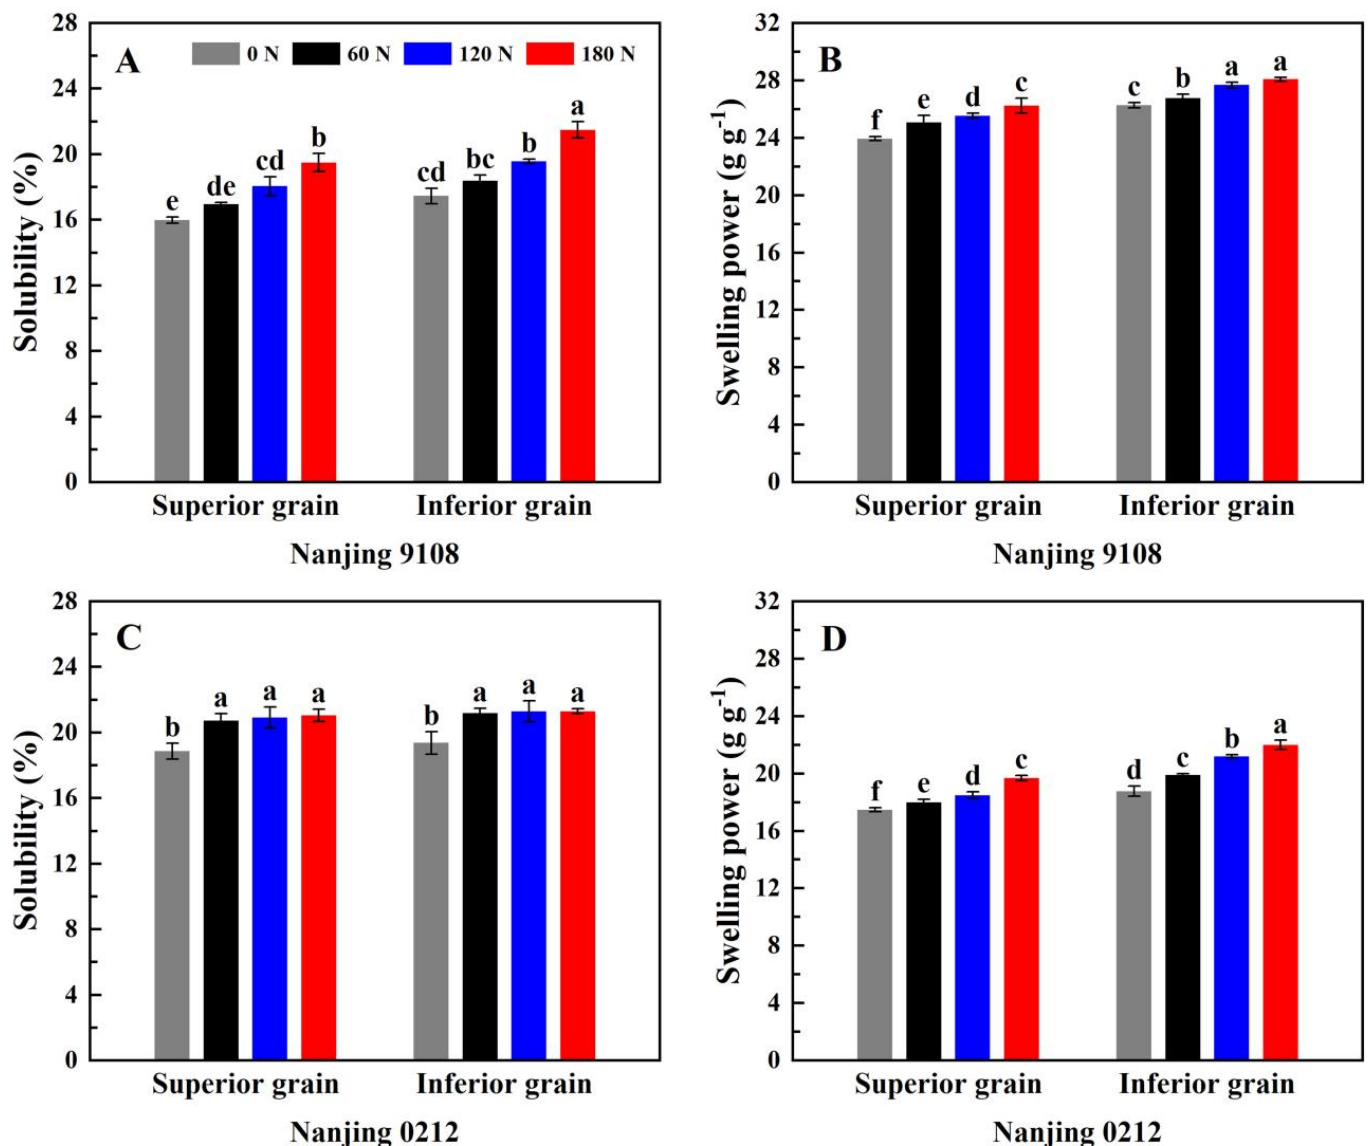 A
0 N 60 N 120 N 180 N
Solubility (%)
28
24
20
16
12
8
4
0
e de cd b cd bc b a
Superior grain Inferior grain
Nanjing 9108
B
Swelling power (g g-1)
32
28
24
20
16
12
8
4
0
f e d c c b a a
Superior grain Inferior grain
Nanjing 9108
C
Solubility (%)
28
24
20
16
12
8
4
0
b a a a b a a a
Superior grain Inferior grain
Nanjing 0212
D
Swelling power (g g-1)
32
28
24
20
16
12
8
4
0
f e d c d c b a
Superior grain Inferior grain
Nanjing 0212